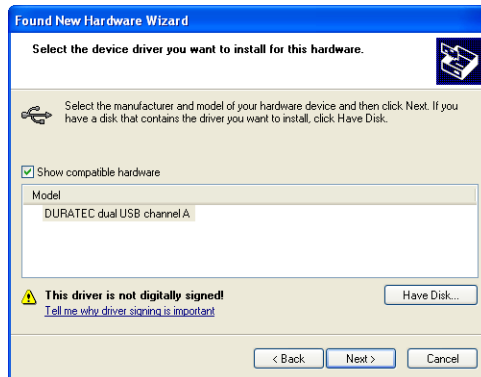 Found New Hardware Wizard
Select the device driver you want to install for this hardware.
Select the manufacturer and model of your hardware device and then click Next. If you
have a disk that contains the driver you want to install, click Have Disk.
Show compatible hardware
Model
DURATEC dual USB channel A
This driver is not digitally signed!
Have Disk...
Tell me why driver signing is important
< Back
Next >
Cancel